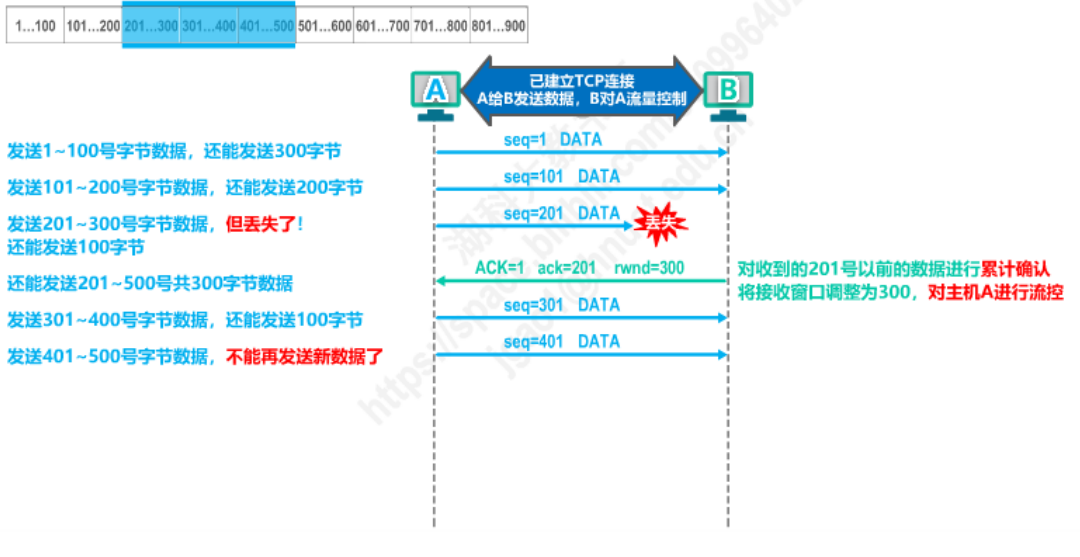 1...100 101...200 201...300 301...400 401...500 501...600 601...700 701...800 801...900
A
已建立TCP连接
A给B发送数据，B对A流量控制
B
发送1~100号字节数据，还能发送300字节
seq=1 DATA
发送101~200号字节数据，还能发送200字节
seq=101 DATA
发送201~300号字节数据，但丢失了！
还能发送100字节
seq=201 DATA
丢失
还能发送201~500号共300字节数据
ACK=1 ack=201 rwnd=300
对收到的201号以前的数据进行累计确认
将接收窗口调整为300，对主机A进行流控
发送301~400号字节数据，还能发送100字节
seq=301 DATA
发送401~500号字节数据，不能再发送新数据了
seq=401 DATA